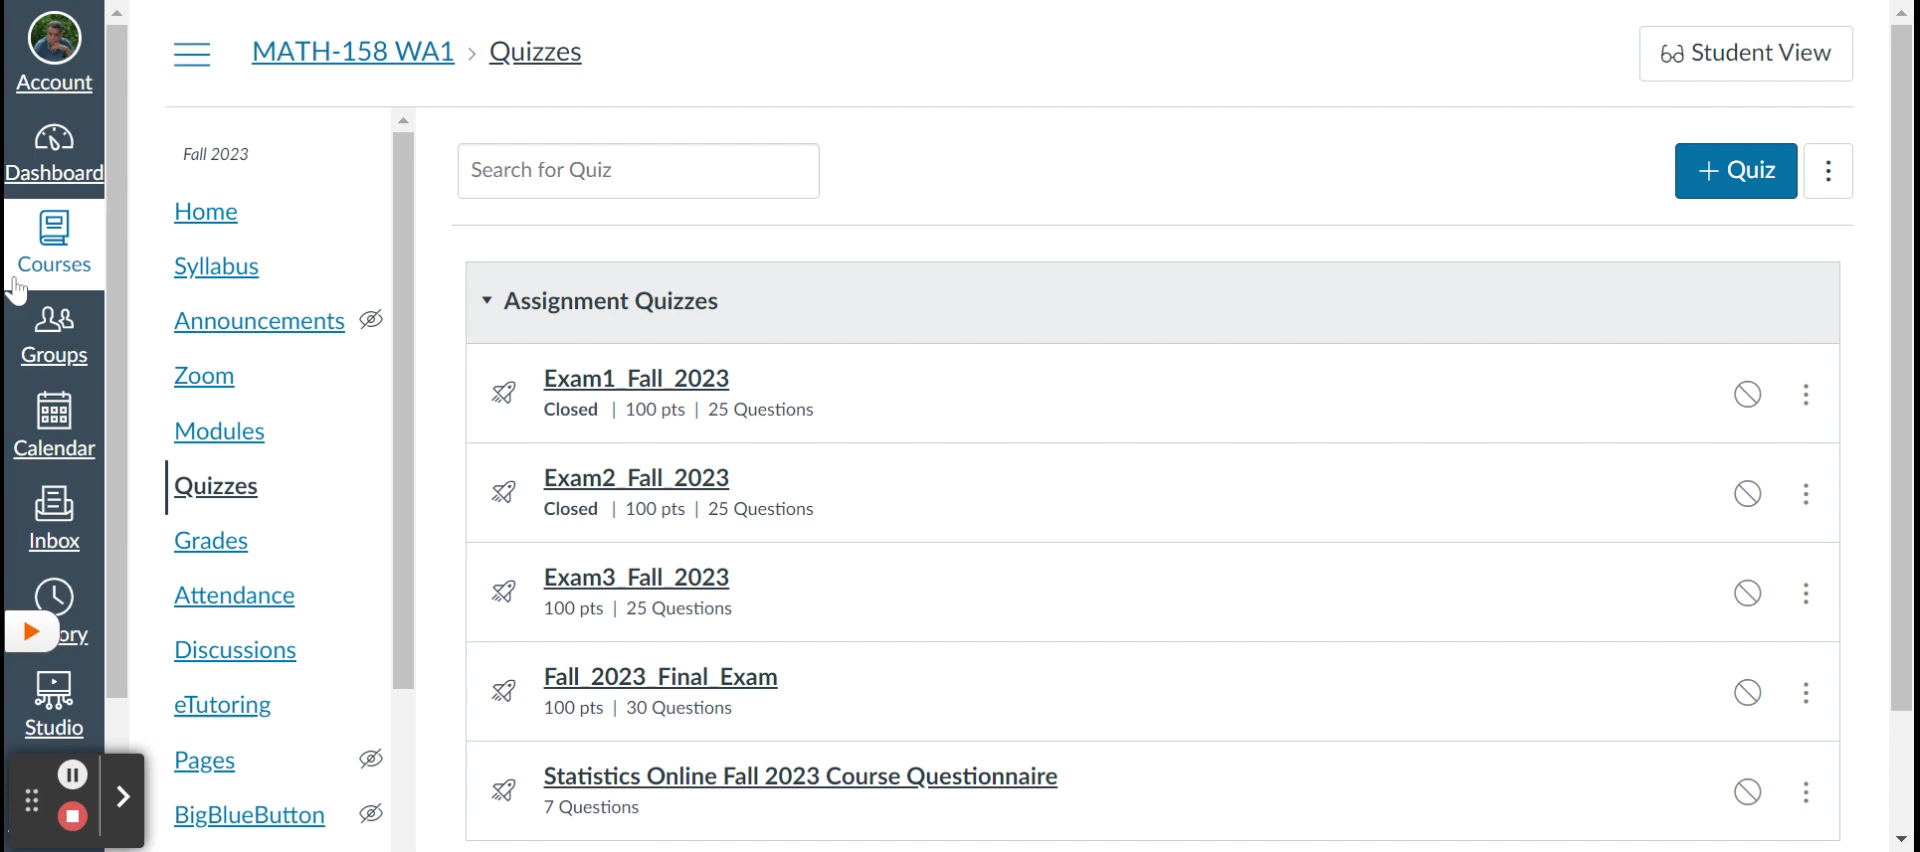 Account
Dashboard
Courses
Groups
Calendar
Inbox
ory
Studio
MATH-158 WA1 > Quizzes
Student View
Fall 2023
Home
Syllabus
Announcements
Zoom
Modules
Quizzes
Grades
Attendance
Discussions
eTutoring
Pages
BigBlueButton
Search for Quiz
+ Quiz
Assignment Quizzes
Exam1_Fall_2023
Closed | 100 pts | 25 Questions
Exam2_Fall_2023
Closed | 100 pts | 25 Questions
Exam3_Fall_2023
100 pts | 25 Questions
Fall_2023_Final_Exam
100 pts | 30 Questions
Statistics Online Fall 2023 Course Questionnaire
7 Questions